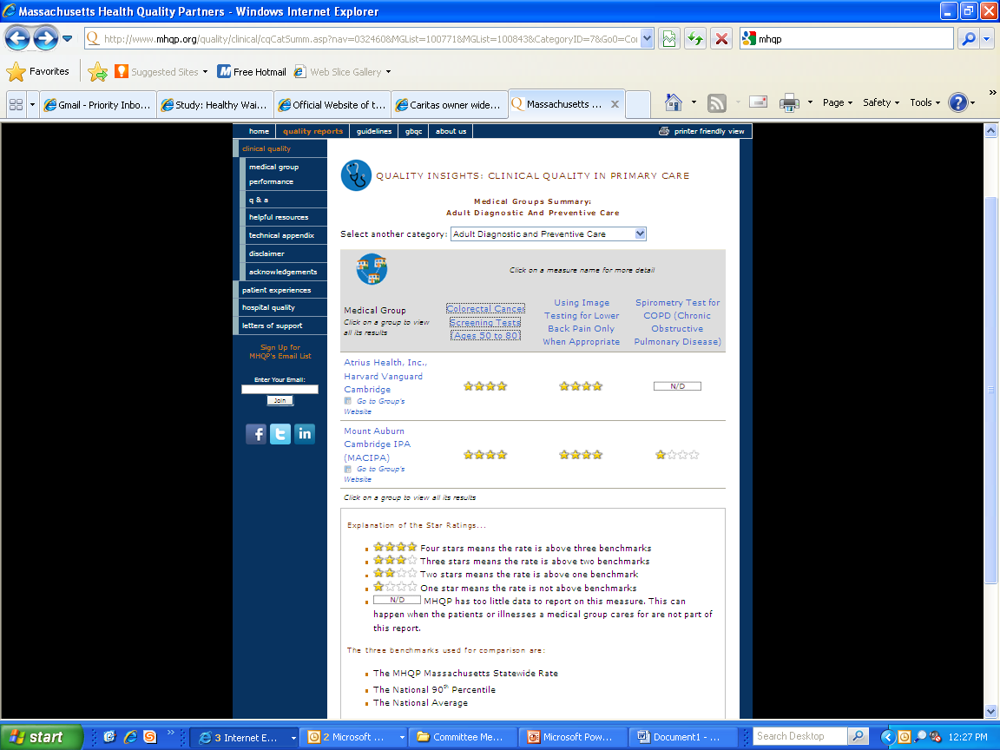 Massachusetts Health Quality Partners - Windows Internet Explorer
http://www.mhqp.org/quality/clinical/cqCatSumm.asp?nav=032460&MGList=100771&MGList=100843&CategoryID=7&Go0=Co
mhqp
Favorites
Suggested Sites
Free Hotmail
Web Slice Gallery
Gmail - Priority Inbo...
Study: Healthy Wai...
Official Website of t...
Caritas owner wide...
Massachusetts ...
Page
Safety
Tools
home
quality reports
guidelines
gbqc
about us
printer friendly view
clinical quality
medical group
performance
q & a
helpful resources
technical appendix
disclaimer
acknowledgements
patient experiences
hospital quality
letters of support
Sign Up for
MHQP's Email List
Enter Your Email:
Join
QUALITY INSIGHTS: CLINICAL QUALITY IN PRIMARY CARE
Medical Groups Summary:
Adult Diagnostic And Preventive Care
Select another category: Adult Diagnostic and Preventive Care
Click on a measure name for more detail
Medical Group
Click on a group to view
all its results
Colorectal Cancer
Screening Tests
(Ages 50 to 80)
Using Image
Testing for Lower
Back Pain Only
When Appropriate
Spirometry Test for
COPD (Chronic
Obstructive
Pulmonary Disease)
Atrius Health, Inc.,
Harvard Vanguard
Cambridge
Go to Group's
Website
N/D
Mount Auburn
Cambridge IPA
(MACIPA)
Go to Group's
Website
Click on a group to view all its results
Explanation of the Star Ratings...
Four stars means the rate is above three benchmarks
Three stars means the rate is above two benchmarks
Two stars means the rate is above one benchmark
One star means the rate is not above benchmarks
N/D MHQP has too little data to report on this measure. This can
happen when the patients or illnesses a medical group cares for are not part of
this report.
The three benchmarks used for comparison are:
The MHQP Massachusetts Statewide Rate
The National 90th Percentile
The National Average
start
3 Internet E...
2 Microsoft ...
Committee Me...
Microsoft Pow...
Document1 - ...
Search Desktop
12:27 PM